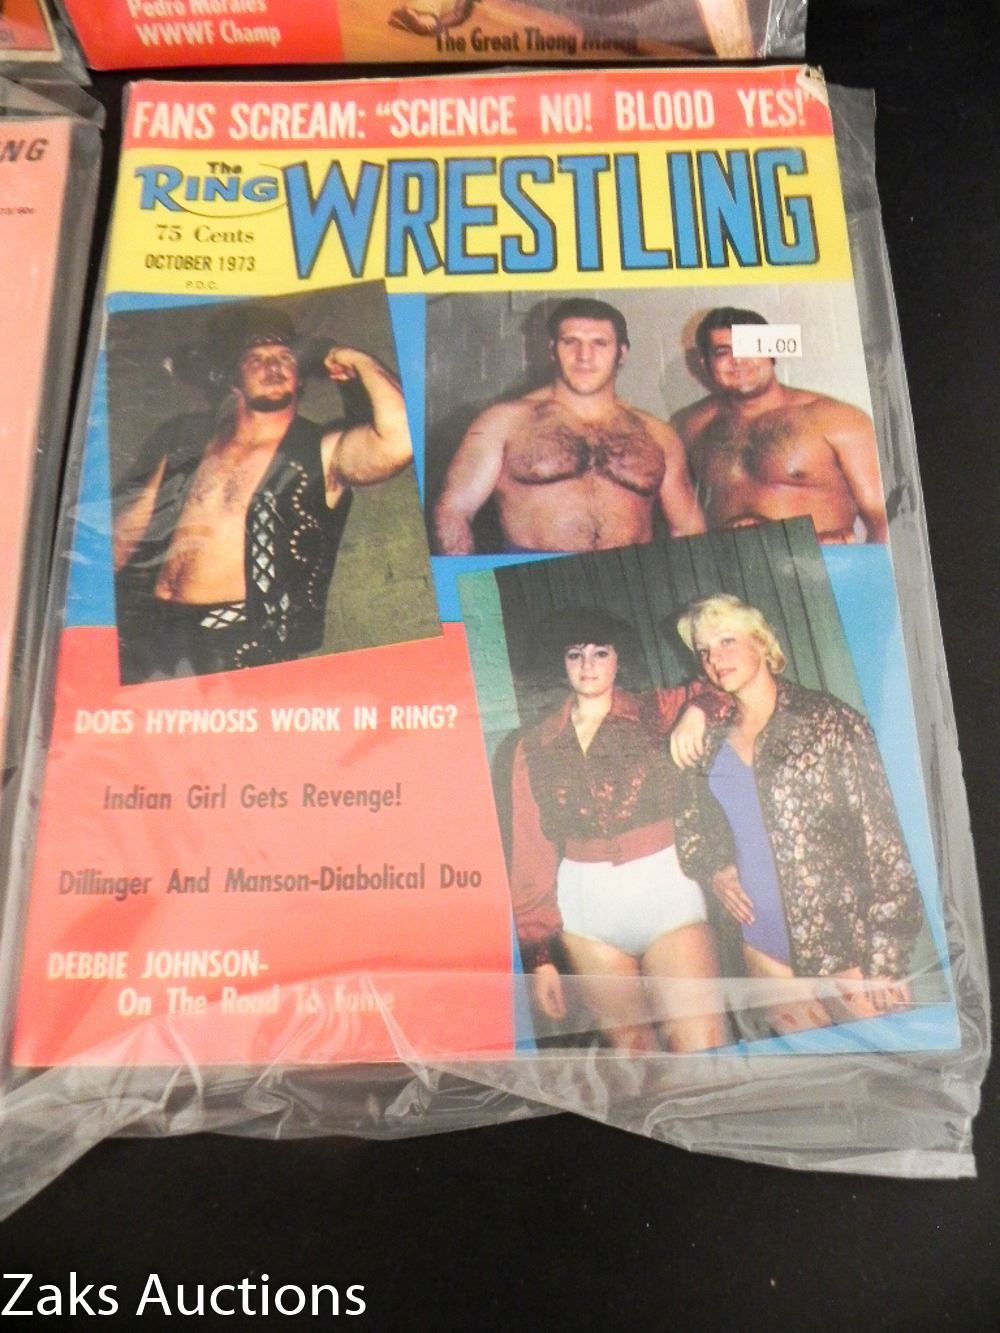 Pedro Morales
WWWF Champ
The Great Thong
NG
FANS SCREAM: "SCIENCE NO! BLOOD YES!"
The
RING
WRESTLING
75 Cents
OCTOBER 1973
P.D.C.
1.00
DOES HYPNOSIS WORK IN RING?
Indian Girl Gets Revenge!
Dillinger And Manson-Diabolical Duo
DEBBIE JOHNSON-
On The Road To Fame
Zaks Auctions